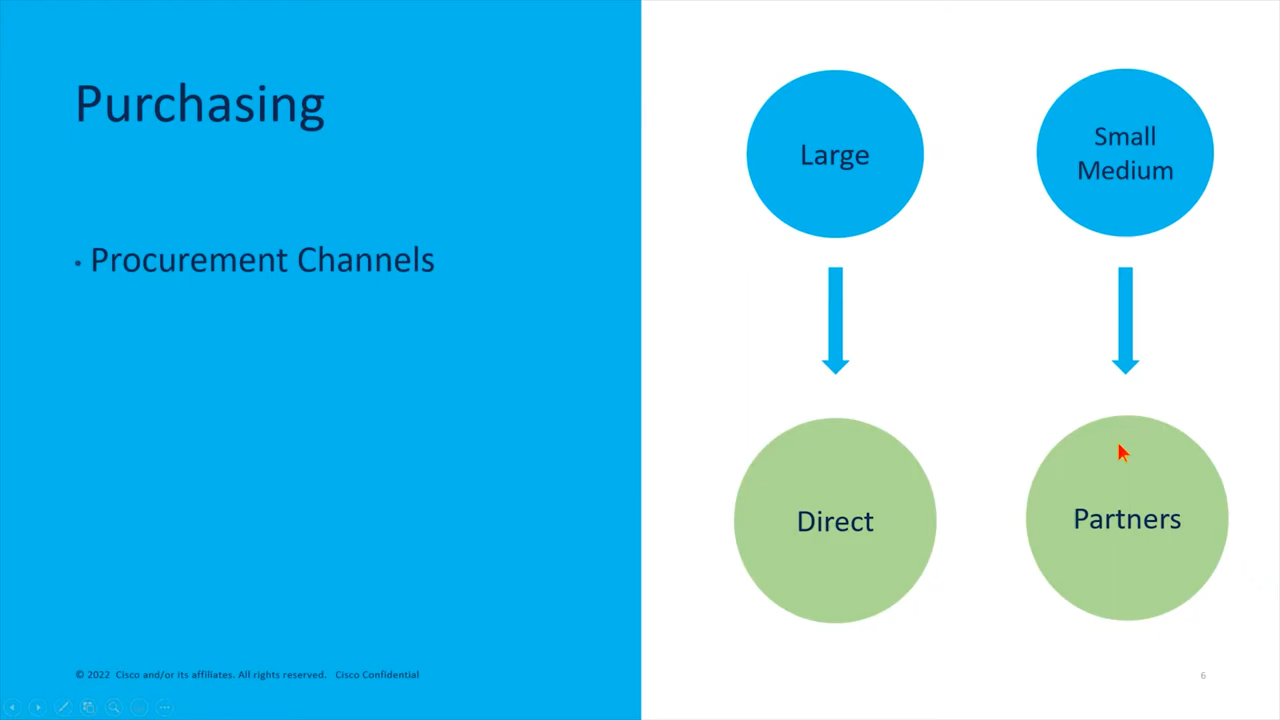 Purchasing
• Procurement Channels
Large
Small
Medium
Direct
Partners
© 2022 Cisco and/or its affiliates. All rights reserved. Cisco Confidential
6